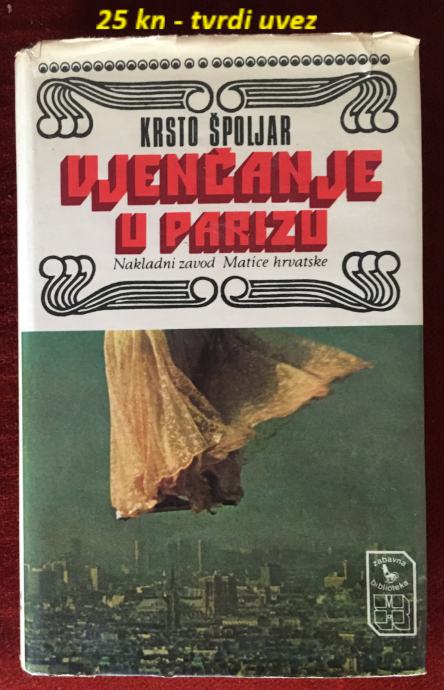 25 kn - tvrdi uvez
KRSTO ŠPOLJAR
VJENČANJE
U PARIZU
Nakladni zavod Matice hrvatske
zabavna
biblioteka